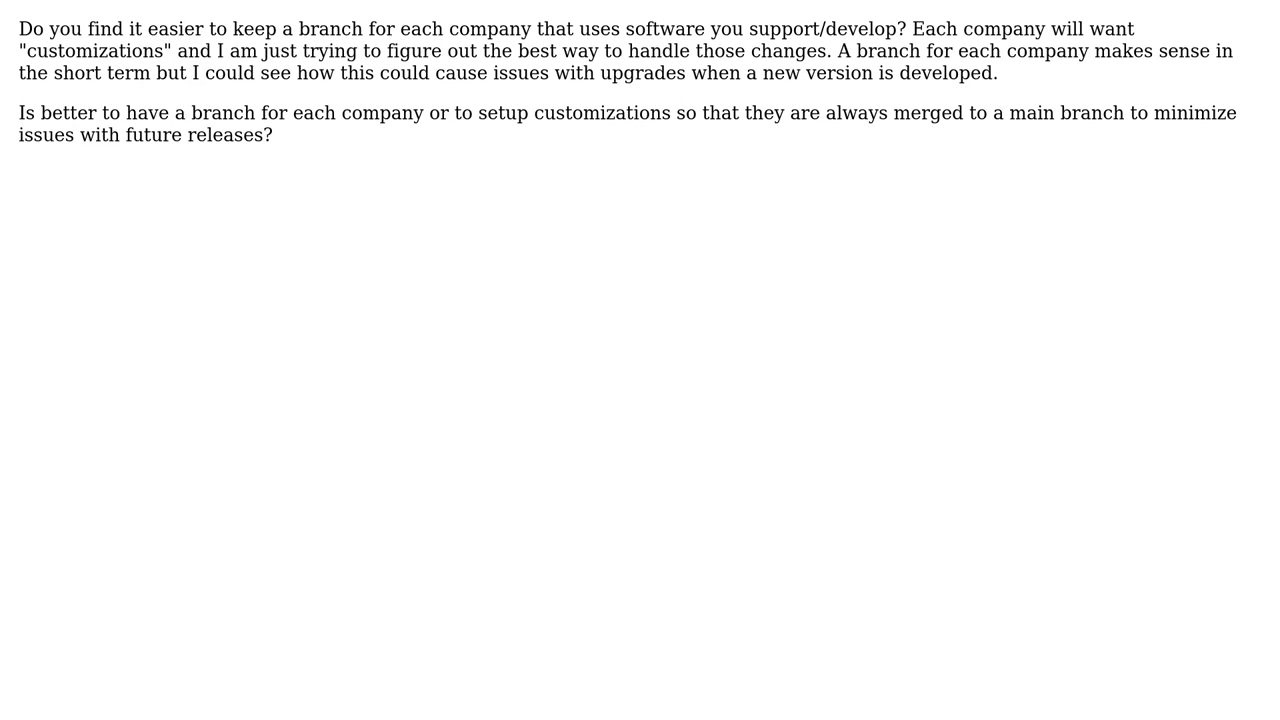 Do you find it easier to keep a branch for each company that uses software you support/develop? Each company will want
"customizations" and I am just trying to figure out the best way to handle those changes. A branch for each company makes sense in
the short term but I could see how this could cause issues with upgrades when a new version is developed.
Is better to have a branch for each company or to setup customizations so that they are always merged to a main branch to minimize
issues with future releases?